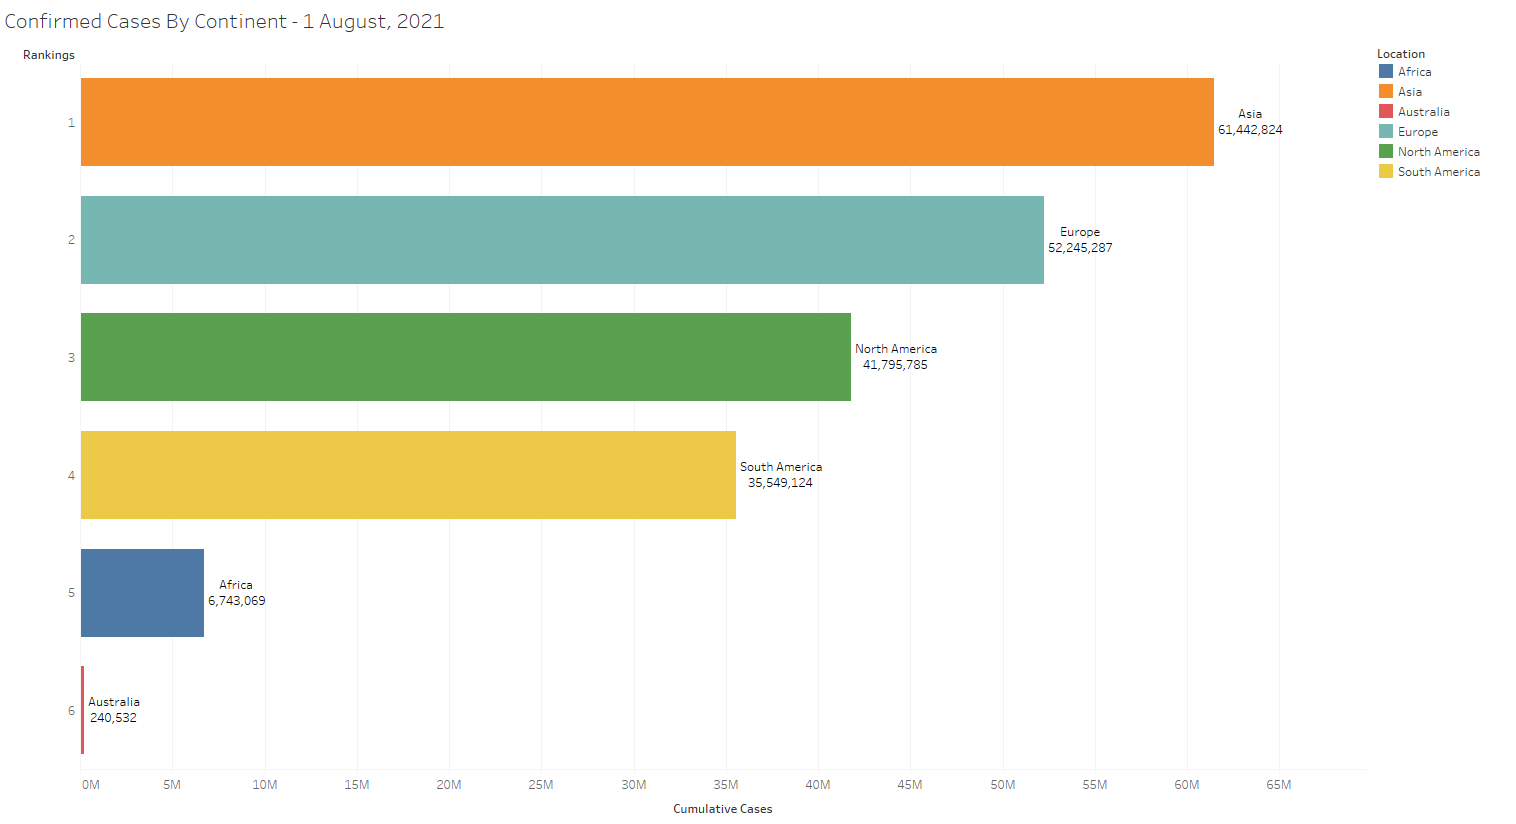 Confirmed Cases By Continent - 1 August, 2021
Rankings
Location
Africa
Asia
Australia
Europe
North America
South America
1
Asia
61,442,824
2
Europe
52,245,287
3
North America
41,795,785
4
South America
35,549,124
5
Africa
6,743,069
6
Australia
240,532
0M 5M 10M 15M 20M 25M 30M 35M 40M 45M 50M 55M 60M 65M
Cumulative Cases